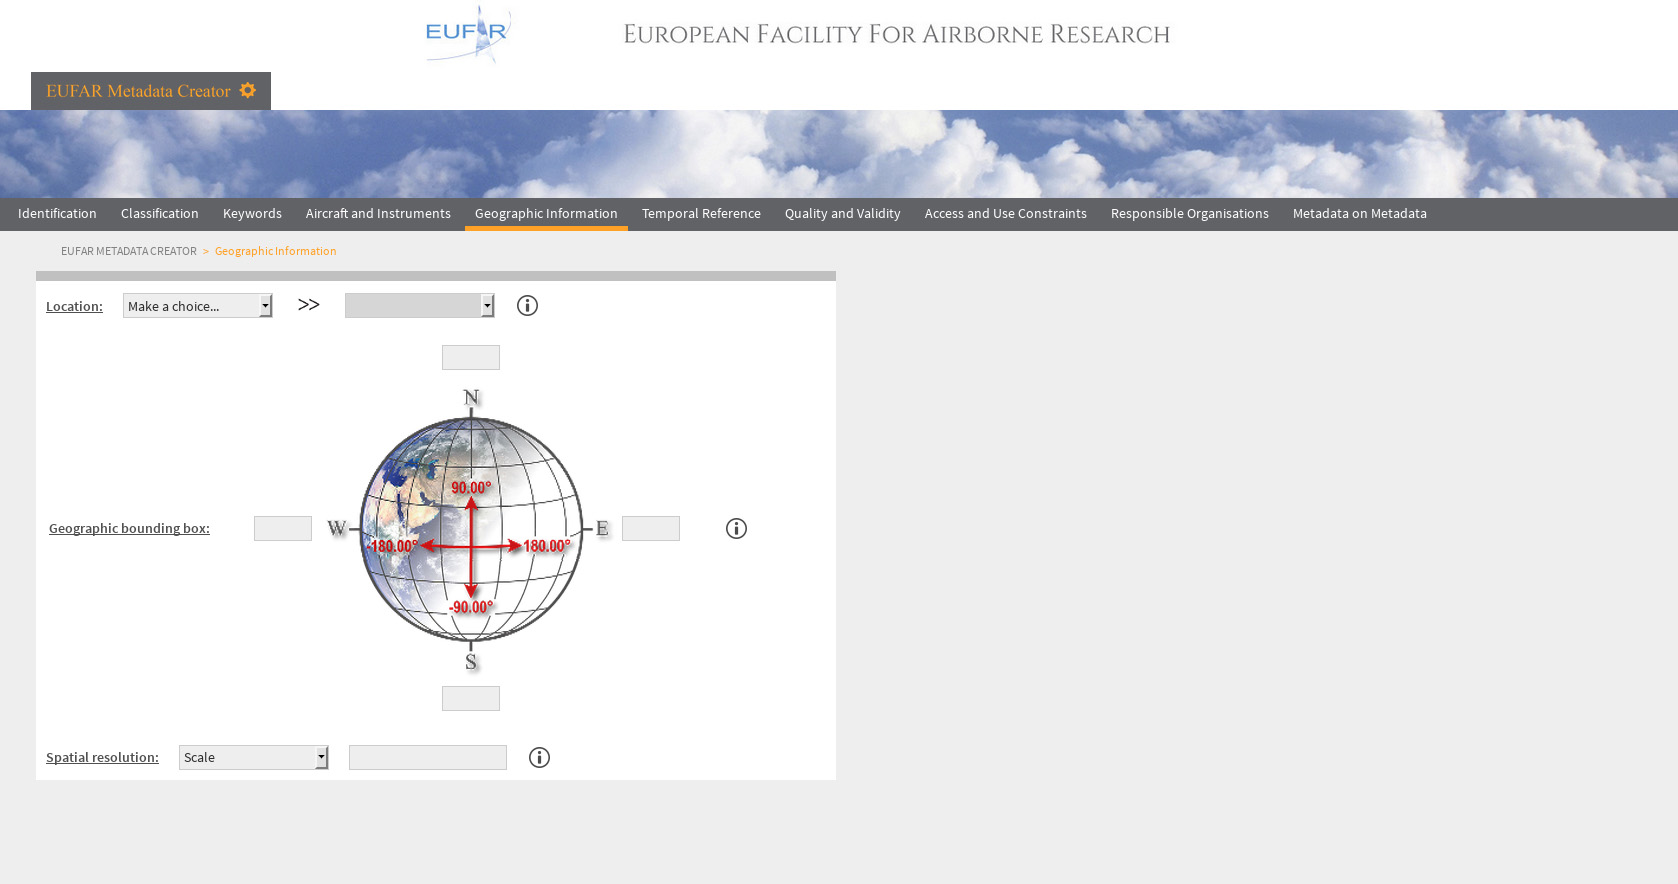 EUFAR
European Facility For Airborne Research
EUFAR Metadata Creator
Identification Classification Keywords Aircraft and Instruments Geographic Information Temporal Reference Quality and Validity Access and Use Constraints Responsible Organisations Metadata on Metadata
EUFAR METADATA CREATOR > Geographic Information
Location: Make a choice... >>
N
90.00°
Geographic bounding box: W E
-180.00° 180.00°
-90.00°
S
Spatial resolution: Scale